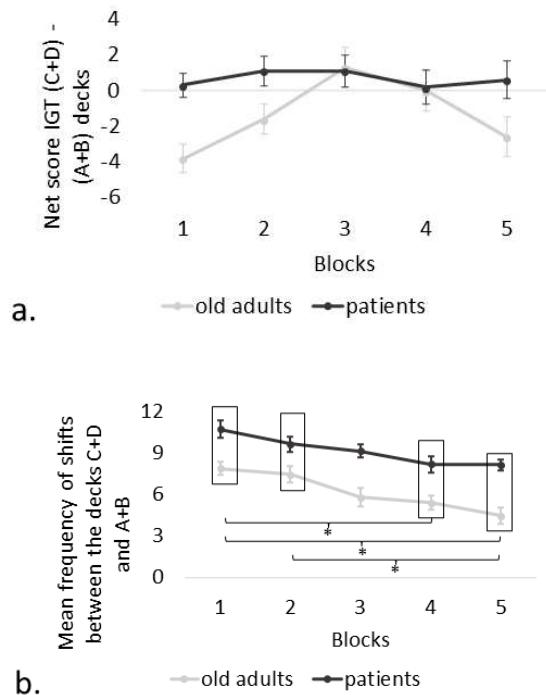 4
2
0
-2
-4
-6
Net score IGT (C+D) -
(A+B) decks
1 2 3 4 5
Blocks
a.
old adults patients
12
9
6
3
0
Mean frequency of shifts
between the decks C+D
and A+B
*
*
*
1 2 3 4 5
Blocks
b.
old adults patients